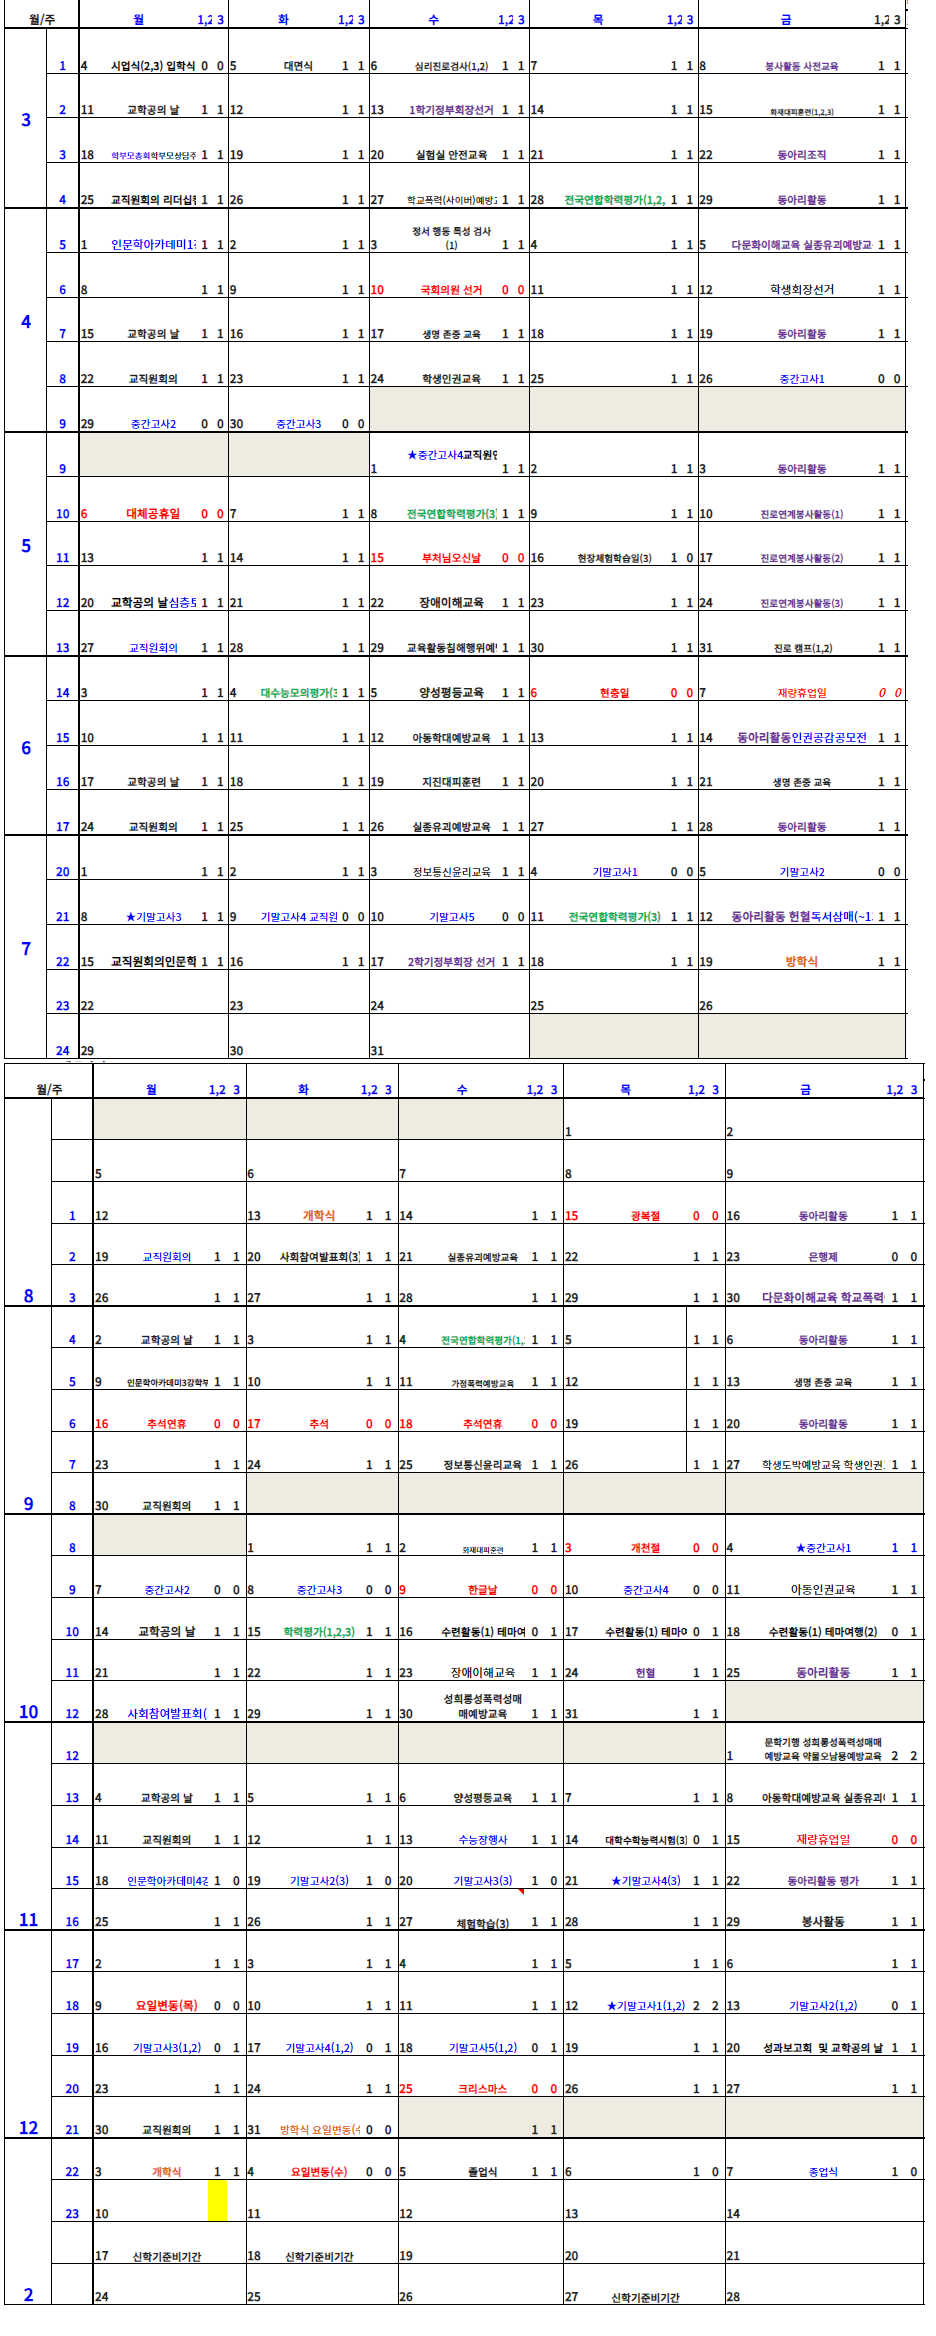 월/주 월 1,2 3 화 1,2 3 수 1,2 3 목 1,2 3 금 1,2 3
3
1 4 시업식(2,3) 입학식 0 0 5 대면식 1 1 6 심리진로검사(1,2) 1 1 7 1 1 8 봉사활동 사전교육 1 1
2 11 교학공의 날 1 1 12 1 1 13 1학기정부회장선거 1 1 14 1 1 15 화재대피훈련(1,2,3) 1 1
3 18 학부모총회학부모상담주 1 1 19 1 1 20 실험실 안전교육 1 1 21 1 1 22 동아리조직 1 1
4 25 교직원회의 리더십 1 1 26 1 1 27 학교폭력(사이버)예방 1 1 28 전국연합학력평가(1,2, 1 1 29 동아리활동 1 1
4
5 1 인문학아카데미1 1 1 2 1 1 3 정서 행동 특성 검사
(1) 1 1 4 1 1 5 다문화이해교육 실종유괴예방교 1 1
6 8 1 1 9 1 1 10 국회의원 선거 0 0 11 1 1 12 학생회장선거 1 1
7 15 교학공의 날 1 1 16 1 1 17 생명 존중 교육 1 1 18 1 1 19 동아리활동 1 1
8 22 교직원회의 1 1 23 1 1 24 학생인권교육 1 1 25 1 1 26 중간고사1 0 0
9 29 중간고사2 0 0 30 중간고사3 0 0
5
9 ★중간고사4교직원
1 1 1 2 1 1 3 동아리활동 1 1
10 6 대체공휴일 0 0 7 1 1 8 전국연합학력평가(3) 1 1 9 1 1 10 진로연계봉사활동(1) 1 1
11 13 1 1 14 1 1 15 부처님오신날 0 0 16 현장체험학습일(3) 1 0 17 진로연계봉사활동(2) 1 1
12 20 교학공의 날심층토 1 1 21 1 1 22 장애이해교육 1 1 23 1 1 24 진로연계봉사활동(3) 1 1
13 27 교직원회의 1 1 28 1 1 29 교육활동침해행위예 1 1 30 1 1 31 진로 캠프(1,2) 1 1
6
14 3 1 1 4 대수능모의평가(3 1 1 5 양성평등교육 1 1 6 현충일 0 0 7 재량휴업일 0 0
15 10 1 1 11 1 1 12 아동학대예방교육 1 1 13 1 1 14 동아리활동인권공감공모전 1 1
16 17 교학공의 날 1 1 18 1 1 19 지진대피훈련 1 1 20 1 1 21 생명 존중 교육 1 1
17 24 교직원회의 1 1 25 1 1 26 실종유괴예방교육 1 1 27 1 1 28 동아리활동 1 1
7
20 1 1 1 2 1 1 3 정보통신윤리교육 1 1 4 기말고사1 0 0 5 기말고사2 0 0
21 8 ★기말고사3 1 1 9 기말고사4 교직원 0 0 10 기말고사5 0 0 11 전국연합학력평가(3) 1 1 12 동아리활동 헌혈독서삼매(~1 1 1
22 15 교직원회의인문학 1 1 16 1 1 17 2학기정부회장 선거 1 1 18 1 1 19 방학식 1 1
23 22 23 24 25 26
24 29 30 31
월/주 월 1,2 3 화 1,2 3 수 1,2 3 목 1,2 3 금 1,2 3
1 2
5 6 7 8 9
1 12 13 개학식 1 1 14 1 1 15 광복절 0 0 16 동아리활동 1 1
2 19 교직원회의 1 1 20 사회참여발표회(3) 1 1 21 실종유괴예방교육 1 1 22 1 1 23 은행제 0 0
8 3 26 1 1 27 1 1 28 1 1 29 1 1 30 다문화이해교육 학교폭력 1 1
4 2 교학공의 날 1 1 3 1 1 4 전국연합학력평가(1, 1 1 5 1 1 6 동아리활동 1 1
5 9 인문학아카데미3강학부 1 1 10 1 1 11 가정폭력예방교육 1 1 12 1 1 13 생명 존중 교육 1 1
6 16 추석연휴 0 0 17 추석 0 0 18 추석연휴 0 0 19 1 1 20 동아리활동 1 1
7 23 1 1 24 1 1 25 정보통신윤리교육 1 1 26 1 1 27 학생도박예방교육 학생인권 1 1
9 8 30 교직원회의 1 1
8 1 1 1 2 화재대피훈련 1 1 3 개천절 0 0 4 ★중간고사1 1 1
9 7 중간고사2 0 0 8 중간고사3 0 0 9 한글날 0 0 10 중간고사4 0 0 11 아동인권교육 1 1
10 14 교학공의 날 1 1 15 학력평가(1,2,3) 1 1 16 수련활동(1) 테마여 0 1 17 수련활동(1) 테마여 0 1 18 수련활동(1) 테마여행(2) 0 1
11 21 1 1 22 1 1 23 장애이해교육 1 1 24 헌혈 1 1 25 동아리활동 1 1
10 12 28 사회참여발표회( 1 1 29 1 1 30 성희롱성폭력성매
매예방교육 1 1 31 1 1
12 1 문학기행 성희롱성폭력성매매
예방교육 약물오남용예방교육 2 2
13 4 교학공의 날 1 1 5 1 1 6 양성평등교육 1 1 7 1 1 8 아동학대예방교육 실종유괴 1 1
14 11 교직원회의 1 1 12 1 1 13 수능장행사 1 1 14 대학수학능력시험(3) 0 1 15 재량휴업일 0 0
15 18 인문학아카데미4강 1 0 19 기말고사2(3) 1 0 20 기말고사3(3) 1 0 21 ★기말고사4(3) 1 1 22 동아리활동 평가 1 1
11 16 25 1 1 26 1 1 27 체험학습(3) 1 1 28 1 1 29 봉사활동 1 1
17 2 1 1 3 1 1 4 1 1 5 1 1 6 1 1
18 9 요일변동(목) 0 0 10 1 1 11 1 1 12 ★기말고사1(1,2) 2 2 13 기말고사2(1,2) 0 1
19 16 기말고사3(1,2) 0 1 17 기말고사4(1,2) 0 1 18 기말고사5(1,2) 0 1 19 1 1 20 성과보고회 및 교학공의 날 1 1
20 23 1 1 24 1 1 25 크리스마스 0 0 26 1 1 27 1 1
12 21 30 교직원회의 1 1 31 방학식 요일변동(수 0 0 1 1
22 3 개학식 1 1 4 요일변동(수) 0 0 5 졸업식 1 1 6 1 0 7 종업식 1 0
23 10 11 12 13 14
17 신학기준비기간 18 신학기준비기간 19 20 21
2 24 25 26 27 신학기준비기간 28